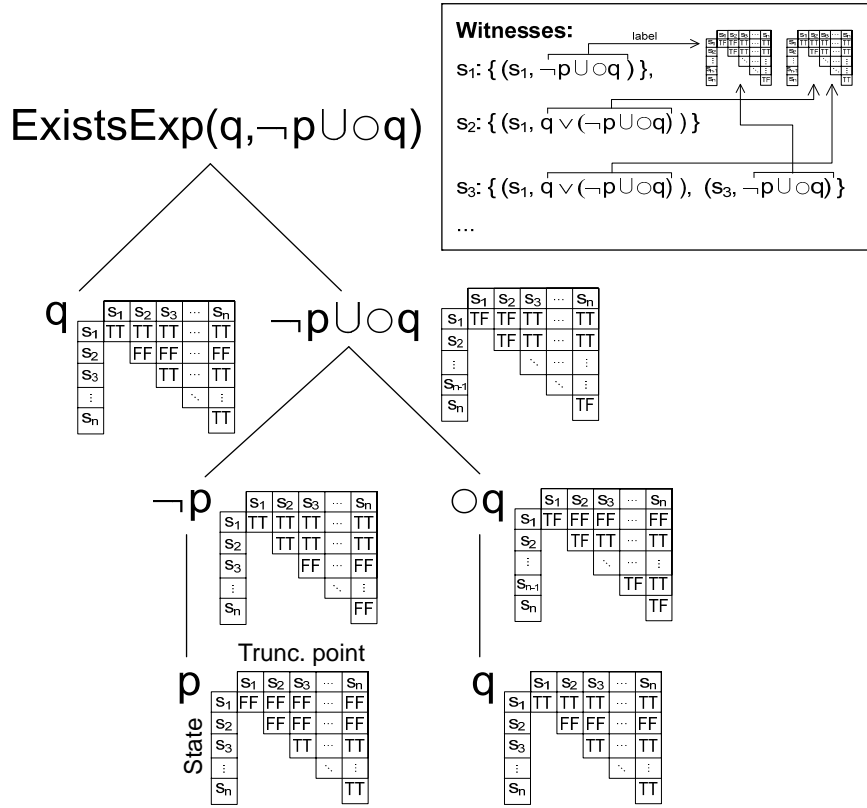 Witnesses:
label
s₁: { (s₁, ¬p∪○q) },
s₂: { (s₁, q ∨ (¬p∪○q) ) }
s₃: { (s₁, q ∨ (¬p∪○q) ), (s₃, ¬p∪○q) }
...
ExistsExp(q,¬p∪○q)
q
s₁ s₂ s₃ ... sₙ
s₁ TT TT TT ... TT
s₂ FF FF ... FF
s₃ TT ... TT
⋮ ⋱ ⋮
sₙ TT
¬p∪○q
s₁ s₂ s₃ ... sₙ
s₁ TF TF TT ... TT
s₂ TF TT ... TT
⋮ ⋱ ... ⋮
sₙ₋₁ ⋱ ⋮
sₙ TF
¬p
s₁ s₂ s₃ ... sₙ
s₁ TT TT TT ... TT
s₂ TT TT ... TT
s₃ FF ... FF
⋮ ⋱ ⋮
sₙ FF
○q
s₁ s₂ s₃ ... sₙ
s₁ TF FF FF ... FF
s₂ TF TT ... TT
⋮ ⋱ ... ⋮
sₙ₋₁ TF TT
sₙ TF
Trunc. point
State
p
s₁ s₂ s₃ ... sₙ
s₁ FF FF FF ... FF
s₂ FF FF ... FF
s₃ TT ... TT
⋮ ⋱ ⋮
sₙ TT
q
s₁ s₂ s₃ ... sₙ
s₁ TT TT TT ... TT
s₂ FF FF ... FF
s₃ TT ... TT
⋮ ⋱ ⋮
sₙ TT